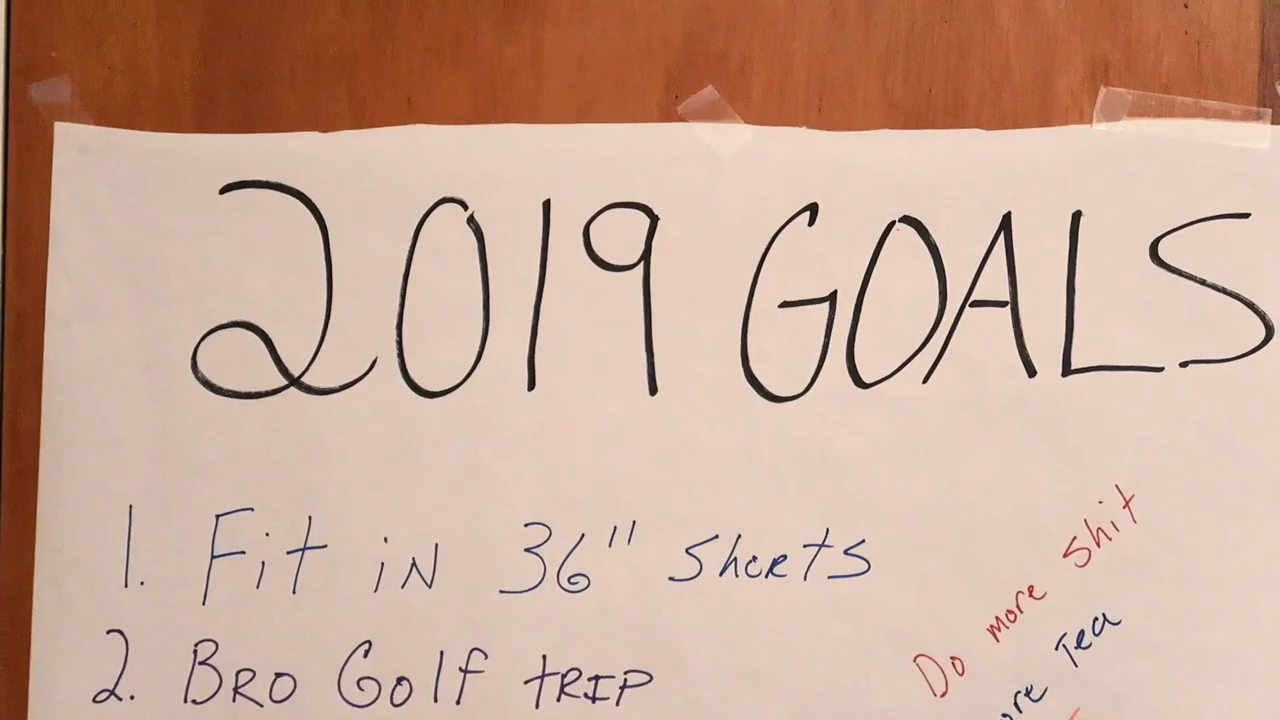 2019 GOALS
1. Fit in 36" Shorts
2. BRO Golf tRIP
Do more shit
Tea